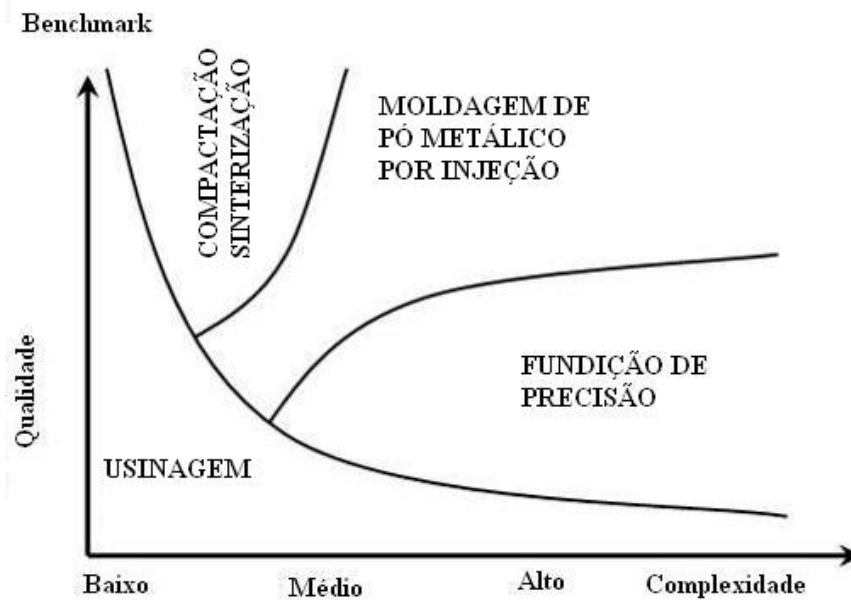 Benchmark
COMPACTAÇÃO
SINTERIZAÇÃO
MOLDAGEM DE
PÓ METÁLICO
POR INJEÇÃO
Qualidade
FUNDIÇÃO DE
PRECISÃO
USINAGEM
Baixo
Médio
Alto
Complexidade